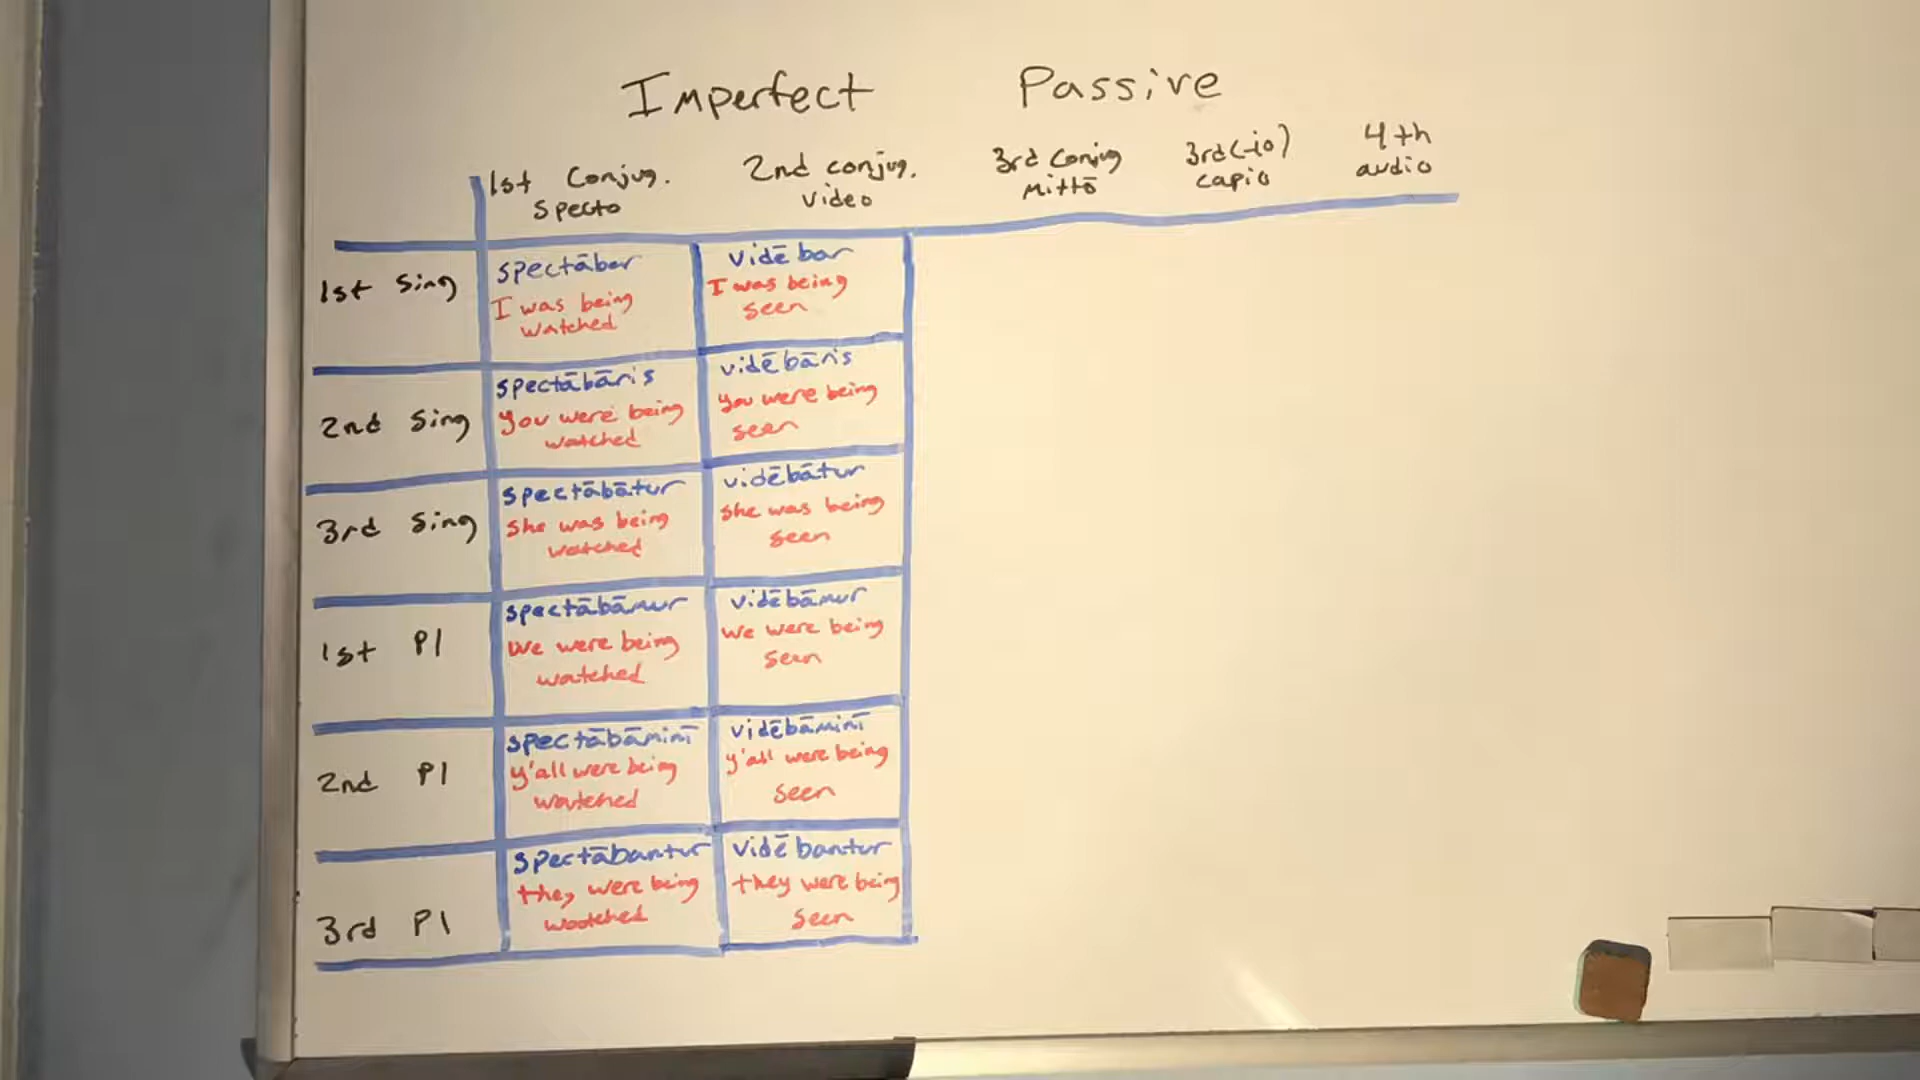 Imperfect Passive
1st Conjug. 2nd conjug. 3rd Conjug 3rd(-io) 4th
specto video mittō capio audio
1st Sing spectābar vidēbar
I was being I was being
watched seen
2nd Sing spectābāris vidēbāris
you were being you were being
watched seen
3rd Sing spectābātur vidēbātur
she was being she was being
watched seen
1st Pl spectābāmur vidēbāmur
we were being we were being
watched seen
2nd Pl spectābāminī vidēbāminī
y'all were being y'all were being
watched seen
3rd Pl spectābantur vidēbantur
they were being they were being
watched seen